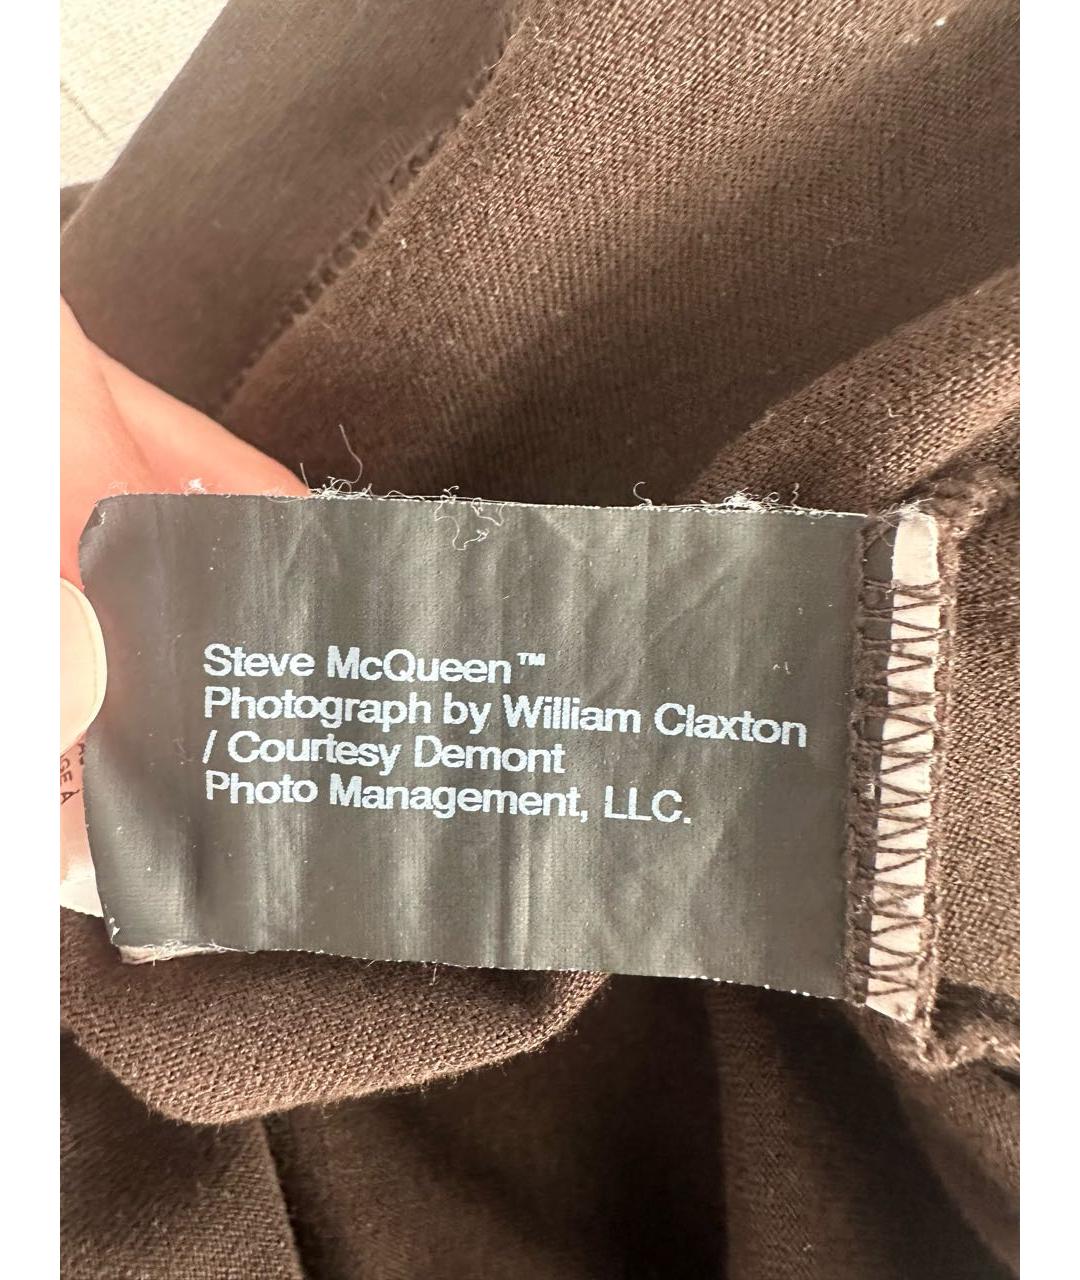 Steve McQueen™
Photograph by William Claxton
/ Courtesy Demont
Photo Management, LLC.